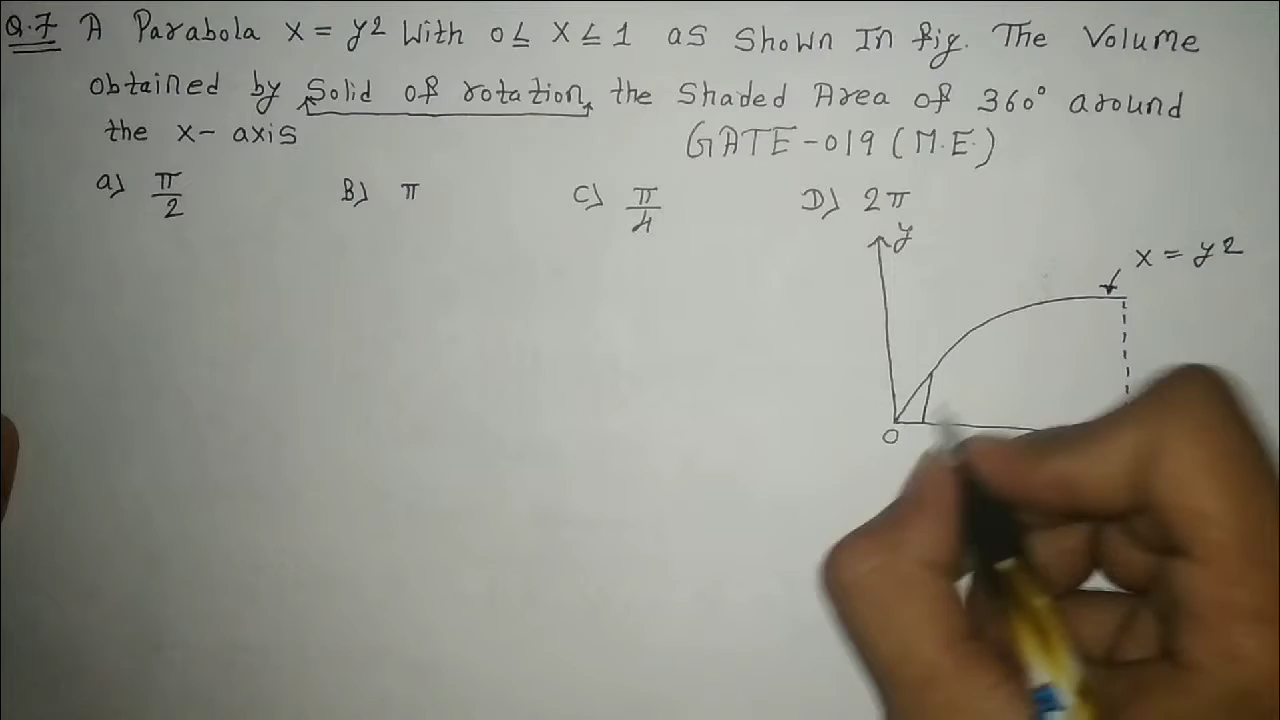 Q.7 A Parabola x = y2 With 0 ≤ x ≤ 1 as Shown In fig. The Volume
obtained by Solid of rotation, the Shaded Area of 360° around
the x- axis
GATE-019 (M.E.)
a) π/2 B) π C) π/4 D) 2π
y
x = y2
0